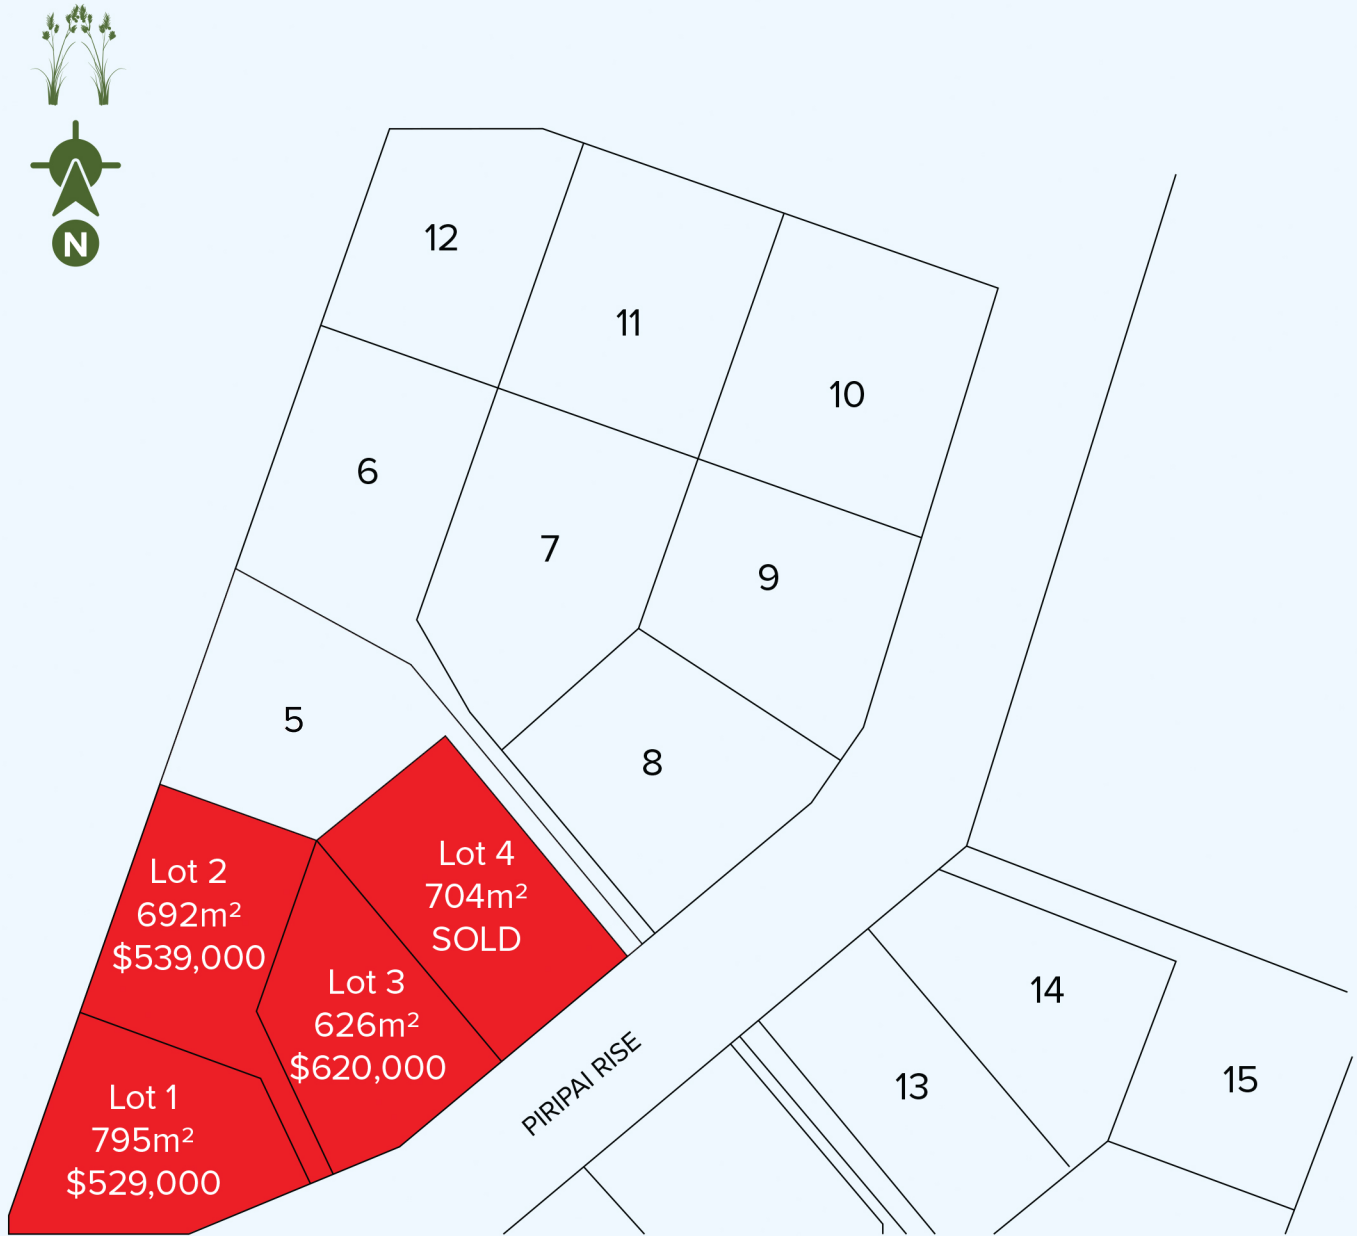 N
12
11
10
6
7
9
5
8
Lot 2
692m²
$539,000
Lot 4
704m²
SOLD
Lot 3
626m²
$620,000
Lot 1
795m²
$529,000
PIRIPAI RISE
14
13
15